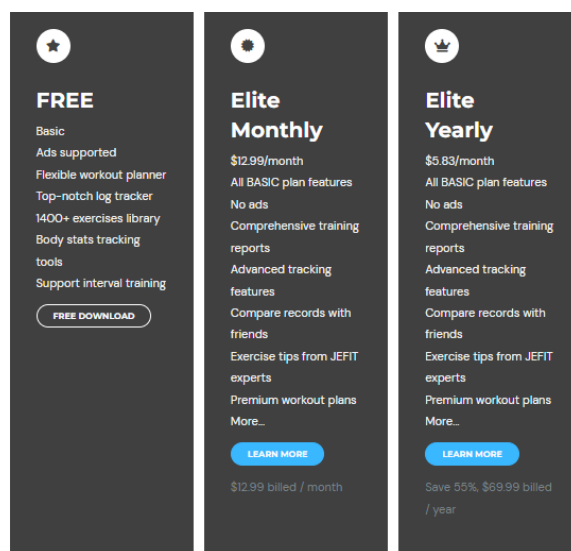 FREE
Basic
Ads supported
Flexible workout planner
Top-notch log tracker
1400+ exercises library
Body stats tracking
tools
Support interval training
FREE DOWNLOAD
Elite
Monthly
$12.99/month
All BASIC plan features
No ads
Comprehensive training
reports
Advanced tracking
features
Compare records with
friends
Exercise tips from JEFIT
experts
Premium workout plans
More...
LEARN MORE
$12.99 billed / month
Elite
Yearly
$5.83/month
All BASIC plan features
No ads
Comprehensive training
reports
Advanced tracking
features
Compare records with
friends
Exercise tips from JEFIT
experts
Premium workout plans
More...
LEARN MORE
Save 55%, $69.99 billed
/ year